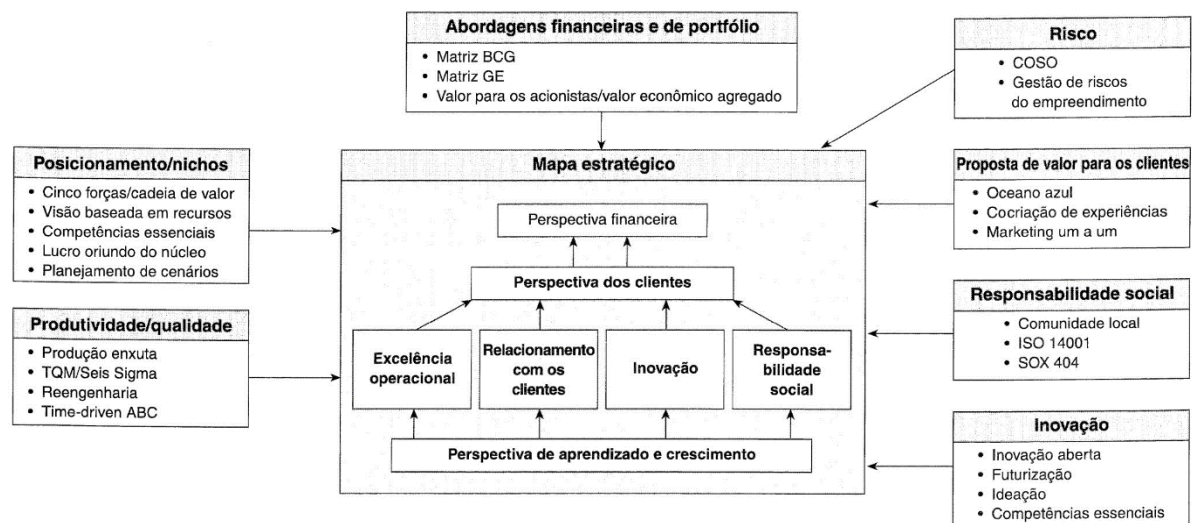 Abordagens financeiras e de portfólio
• Matriz BCG
• Matriz GE
• Valor para os acionistas/valor econômico agregado
Risco
• COSO
• Gestão de riscos
do empreendimento
Posicionamento/nichos
• Cinco forças/cadeia de valor
• Visão baseada em recursos
• Competências essenciais
• Lucro oriundo do núcleo
• Planejamento de cenários
Produtividade/qualidade
• Produção enxuta
• TQM/Seis Sigma
• Reengenharia
• Time-driven ABC
Mapa estratégico
Perspectiva financeira
Perspectiva dos clientes
Excelência
operacional
Relacionamento
com os
clientes
Inovação
Responsa-
bilidade
social
Perspectiva de aprendizado e crescimento
Proposta de valor para os clientes
• Oceano azul
• Cocriação de experiências
• Marketing um a um
Responsabilidade social
• Comunidade local
• ISO 14001
• SOX 404
Inovação
• Inovação aberta
• Futurização
• Ideação
• Competências essenciais